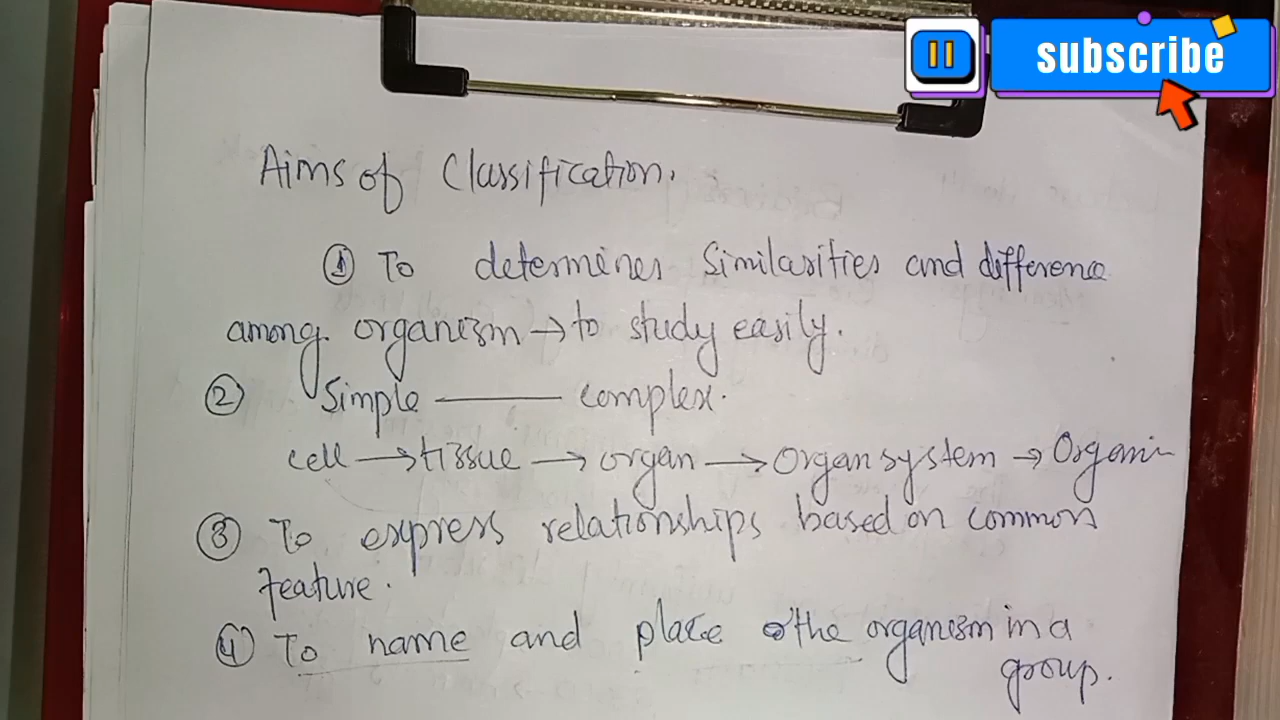 subscribe
Aims of Classification.
① To determines Similarities and difference
among organism → to study easily.
② Simple —— complex.
cell → tissue → organ → Organ system → Organi
③ To express relationships based on common
feature.
④ To name and place the organism in a
group.